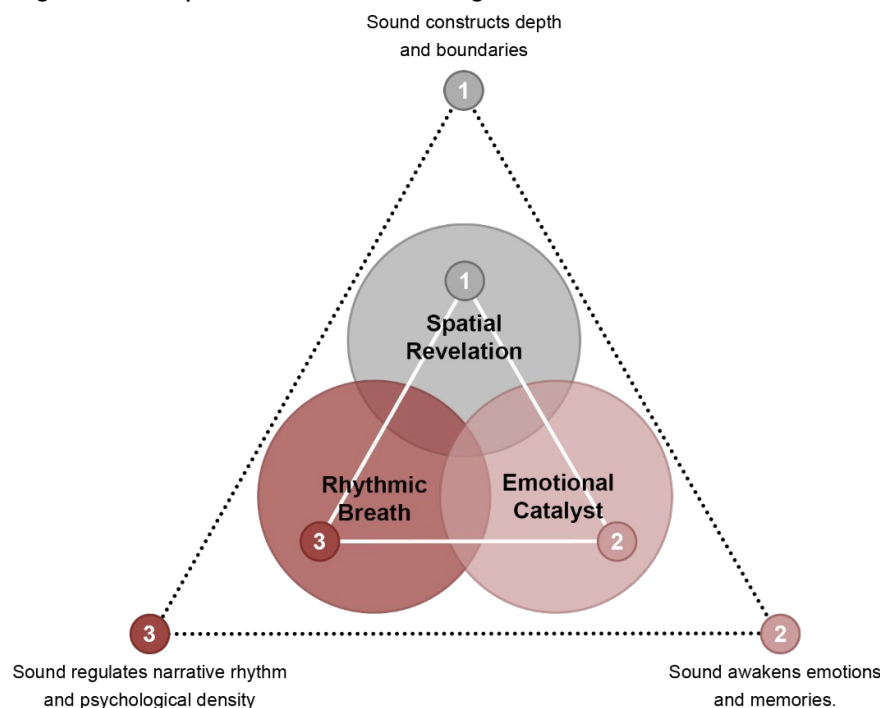 Sound constructs depth
and boundaries
1
1
Spatial
Revelation
Rhythmic
Breath
Emotional
Catalyst
3
2
3
2
Sound regulates narrative rhythm
and psychological density
Sound awakens emotions
and memories.